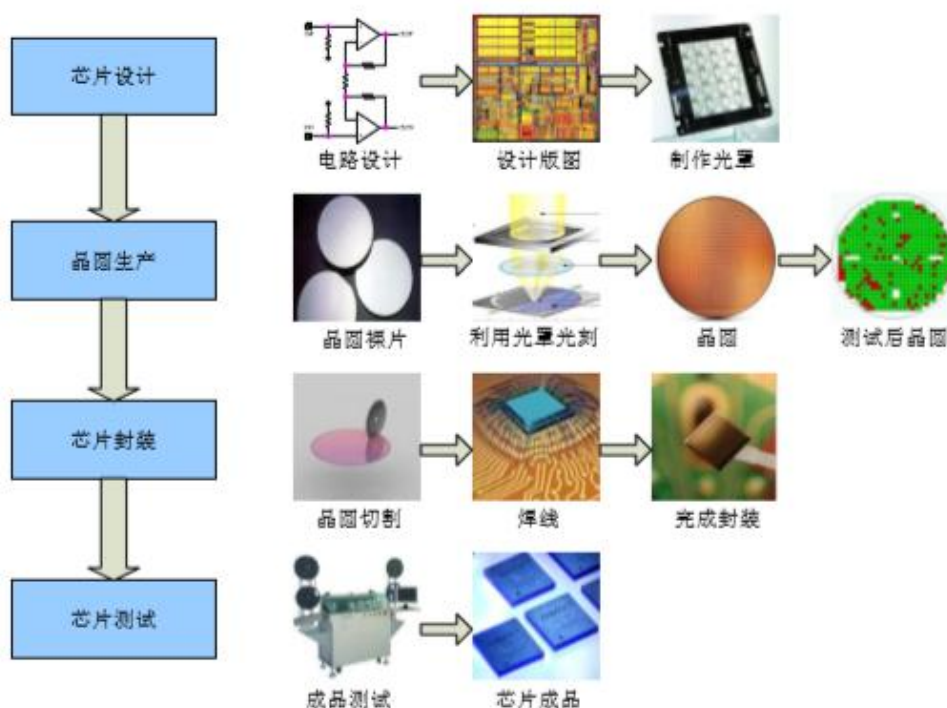 芯片设计
电路设计
设计版图
制作光罩
晶圆生产
晶圆裸片
利用光罩光刻
晶圆
测试后晶圆
芯片封装
晶圆切割
焊线
完成封装
芯片测试
成品测试
芯片成品